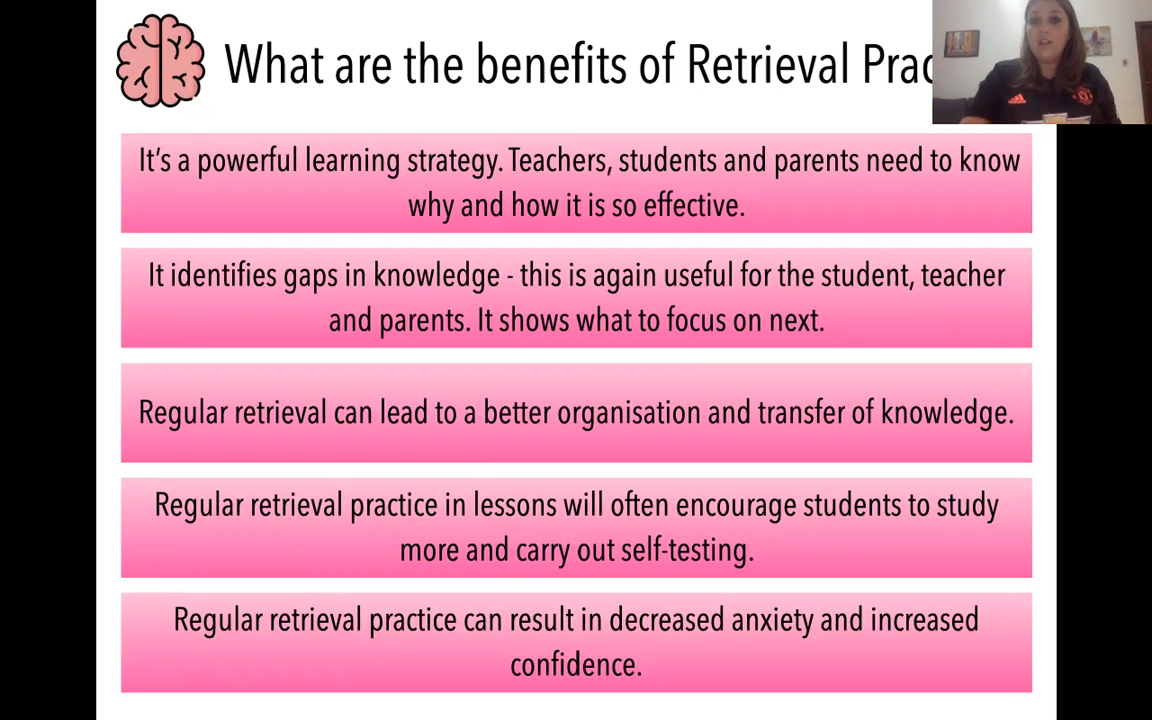 What are the benefits of Retrieval
It's a powerful learning strategy. Teachers, students and parents need to know
why and how it is so effective.
It identifies gaps in knowledge - this is again useful for the student, teacher
and parents. It shows what to focus on next.
Regular retrieval can lead to a better organisation and transfer of knowledge.
Regular retrieval practice in lessons will often encourage students to study
more and carry out self-testing.
Regular retrieval practice can result in decreased anxiety and increased
confidence.